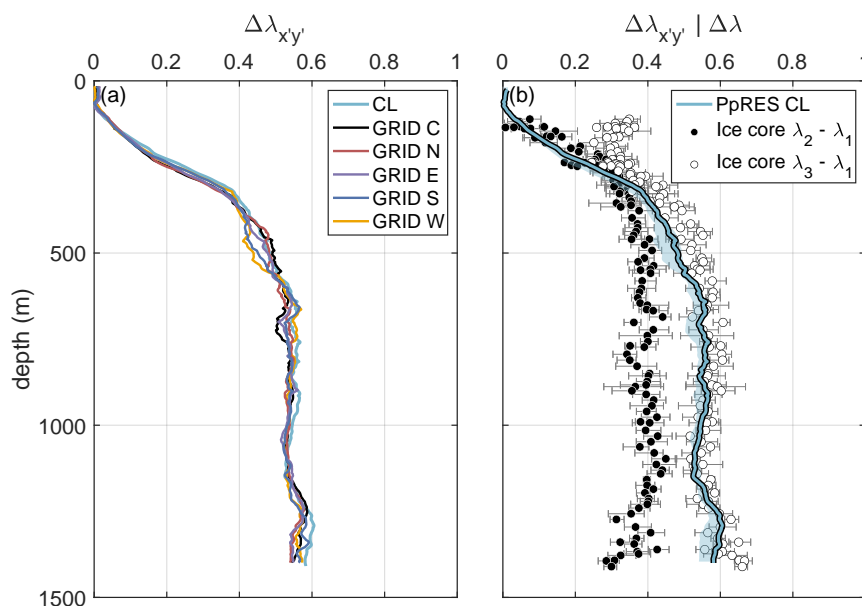 Δλx'y'
0 0.2 0.4 0.6 0.8 1
(a)
CL
GRID C
GRID N
GRID E
GRID S
GRID W
0
500
1000
1500
depth (m)
Δλx'y' | Δλ
0 0.2 0.4 0.6 0.8 1
(b)
PpRES CL
Ice core λ2 - λ1
Ice core λ3 - λ1